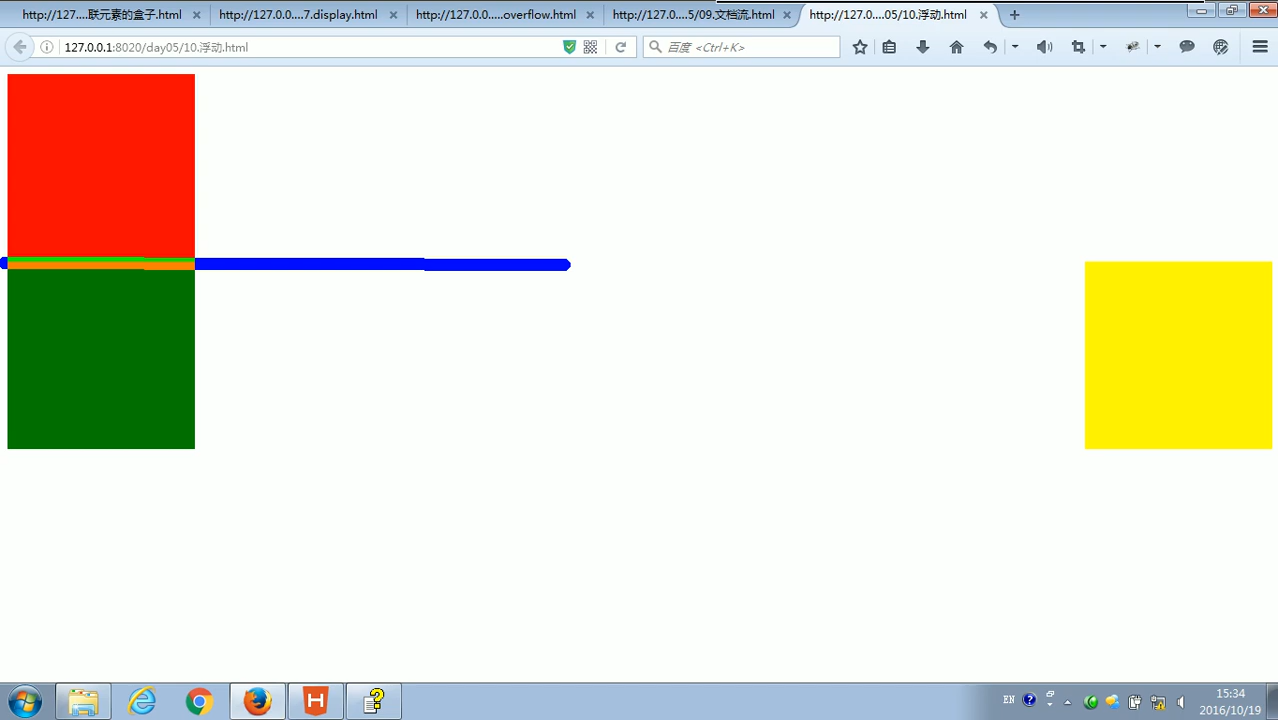 http://127....联元素的盒子.html
http://127.0.0....7.display.html
http://127.0.0.....overflow.html
http://127.0....5/09.文档流.html
http://127.0....05/10.浮动.html
127.0.0.1:8020/day05/10.浮动.html
百度 <Ctrl+K>
EN
15:34
2016/10/19